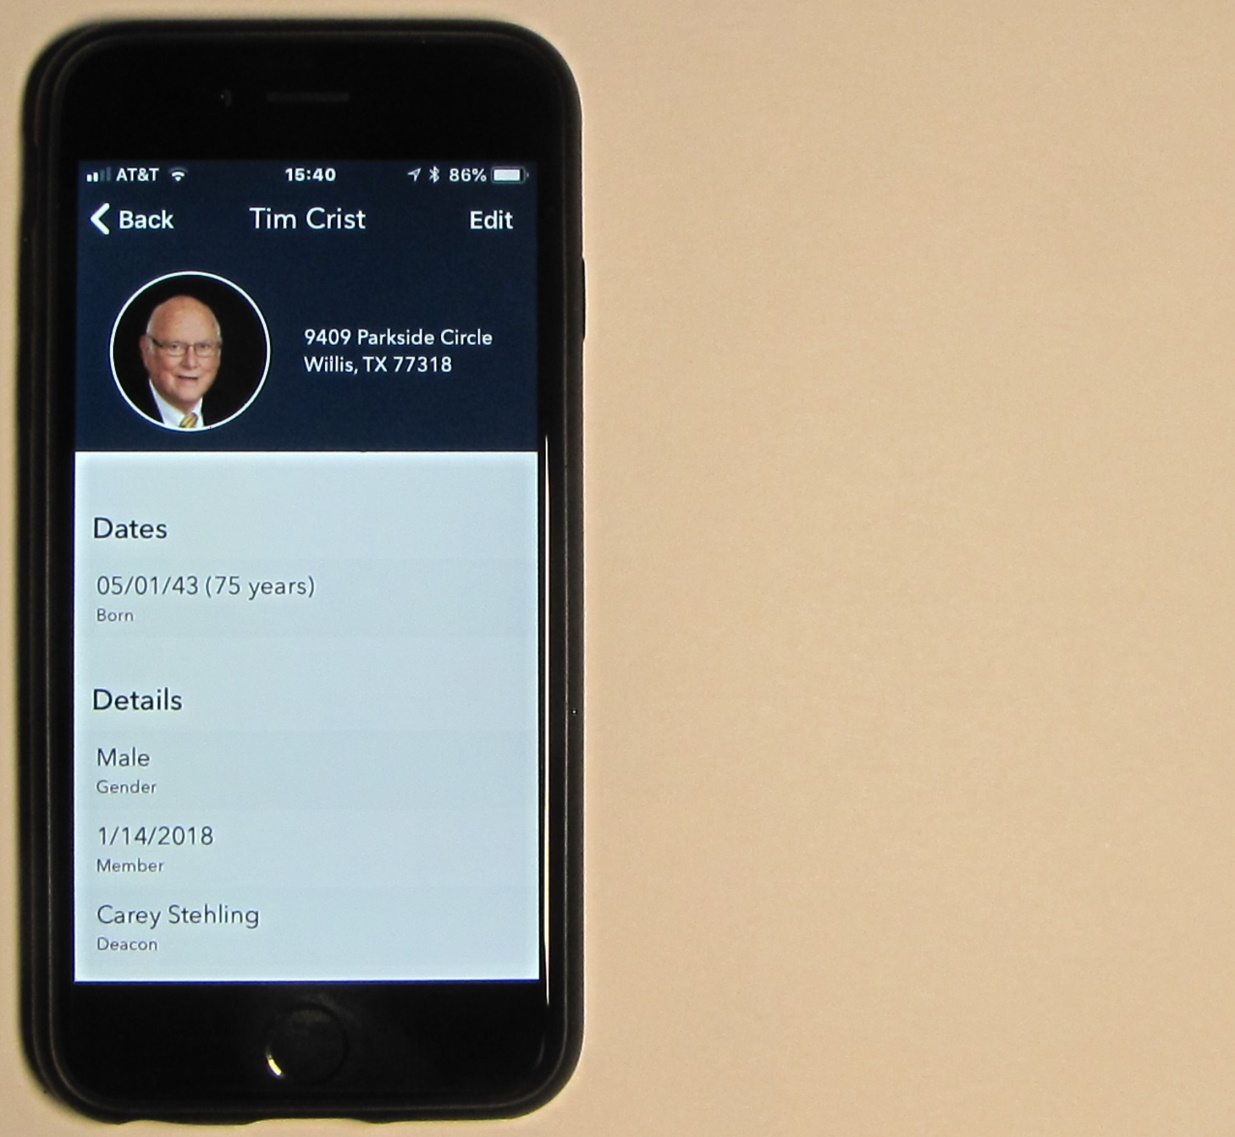 AT&T 15:40 86%
Back Tim Crist Edit
9409 Parkside Circle
Willis, TX 77318
Dates
05/01/43 (75 years)
Born
Details
Male
Gender
1/14/2018
Member
Carey Stehling
Deacon